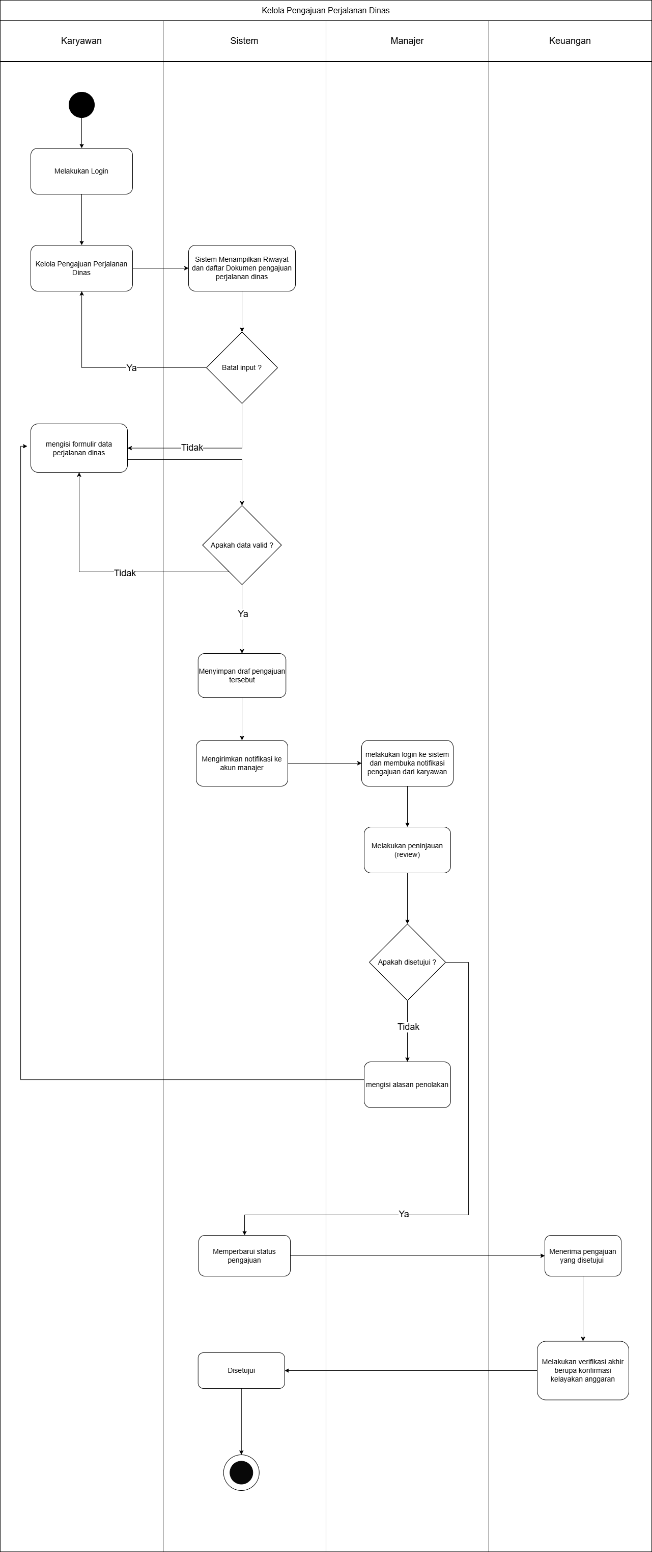 Kelola Pengajuan Perjalanan Dinas
Karyawan
Sistem
Manajer
Keuangan
Melakukan Login
Kelola Pengajuan Perjalanan
Dinas
Sistem Menampilkan Riwayat
dan daftar Dokumen pengajuan
perjalanan dinas
Batal input ?
Ya
mengisi formulir data
perjalanan dinas
Tidak
Apakah data valid ?
Tidak
Ya
Menyimpan draf pengajuan
tersebut
Mengirimkan notifikasi ke
akun manajer
melakukan login ke sistem
dan membuka notifikasi
pengajuan dari karyawan
Melakukan peninjauan
(review)
Apakah disetujui ?
Tidak
mengisi alasan penolakan
Ya
Memperbarui status
pengajuan
Menerima pengajuan
yang disetujui
Melakukan verifikasi akhir
berupa konfirmasi
kelayakan anggaran
Disetujui